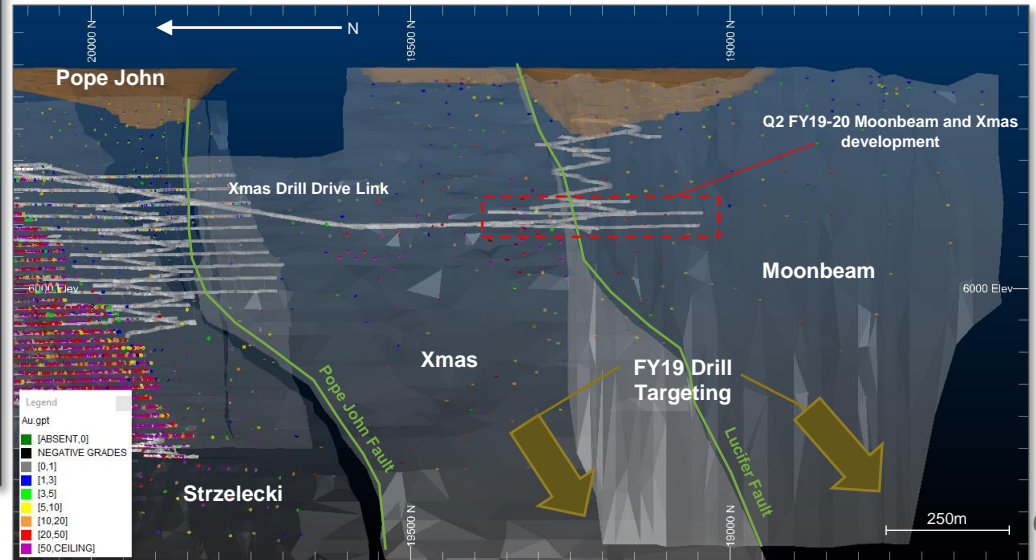 20000 N
19500 N
19000 N
N
Pope John
Q2 FY19-20 Moonbeam and Xmas
development
Xmas Drill Drive Link
Moonbeam
6000 Elev
6000 Elev
Xmas
FY19 Drill
Targeting
Pope John Fault
Lucifer Fault
Strzelecki
Legend
Au.gpt
[ABSENT,0]
NEGATIVE GRADES
[0,1]
[1,3]
[3,5]
[5,10]
[10,20]
[20,50]
[50,CEILING]
19500 N
19000 N
250m